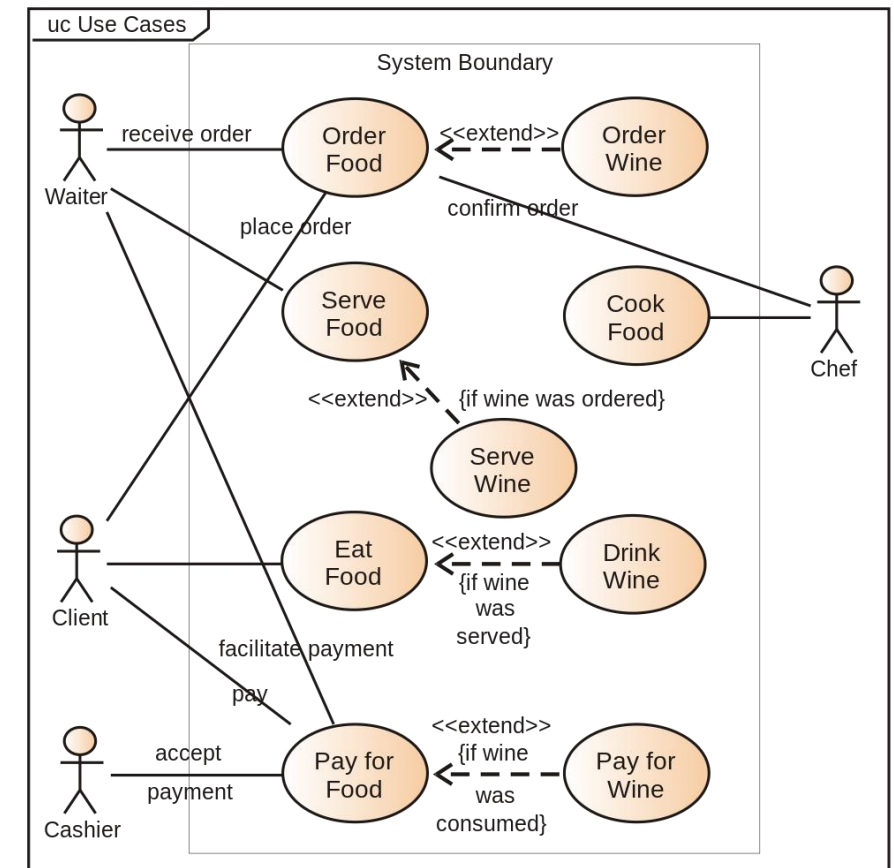 uc Use Cases
System Boundary
Waiter
receive order
Order
Food
<<extend>>
Order
Wine
place order
confirm order
Serve
Food
Cook
Food
Chef
<<extend>>
{if wine was ordered}
Serve
Wine
Client
Eat
Food
<<extend>>
{if wine
was
served}
Drink
Wine
facilitate payment
pay
Cashier
accept
payment
Pay for
Food
<<extend>>
{if wine
was
consumed}
Pay for
Wine